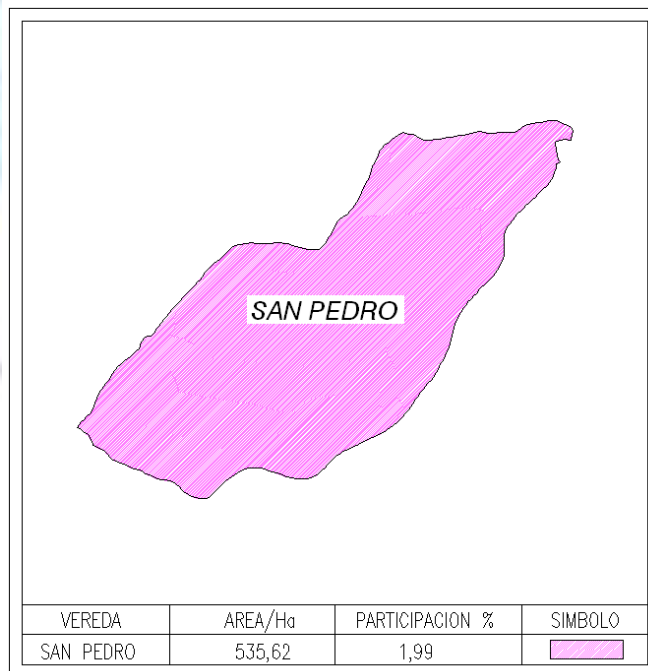 SAN PEDRO
VEREDA AREA/Ha PARTICIPACION % SIMBOLO
SAN PEDRO 535,62 1,99